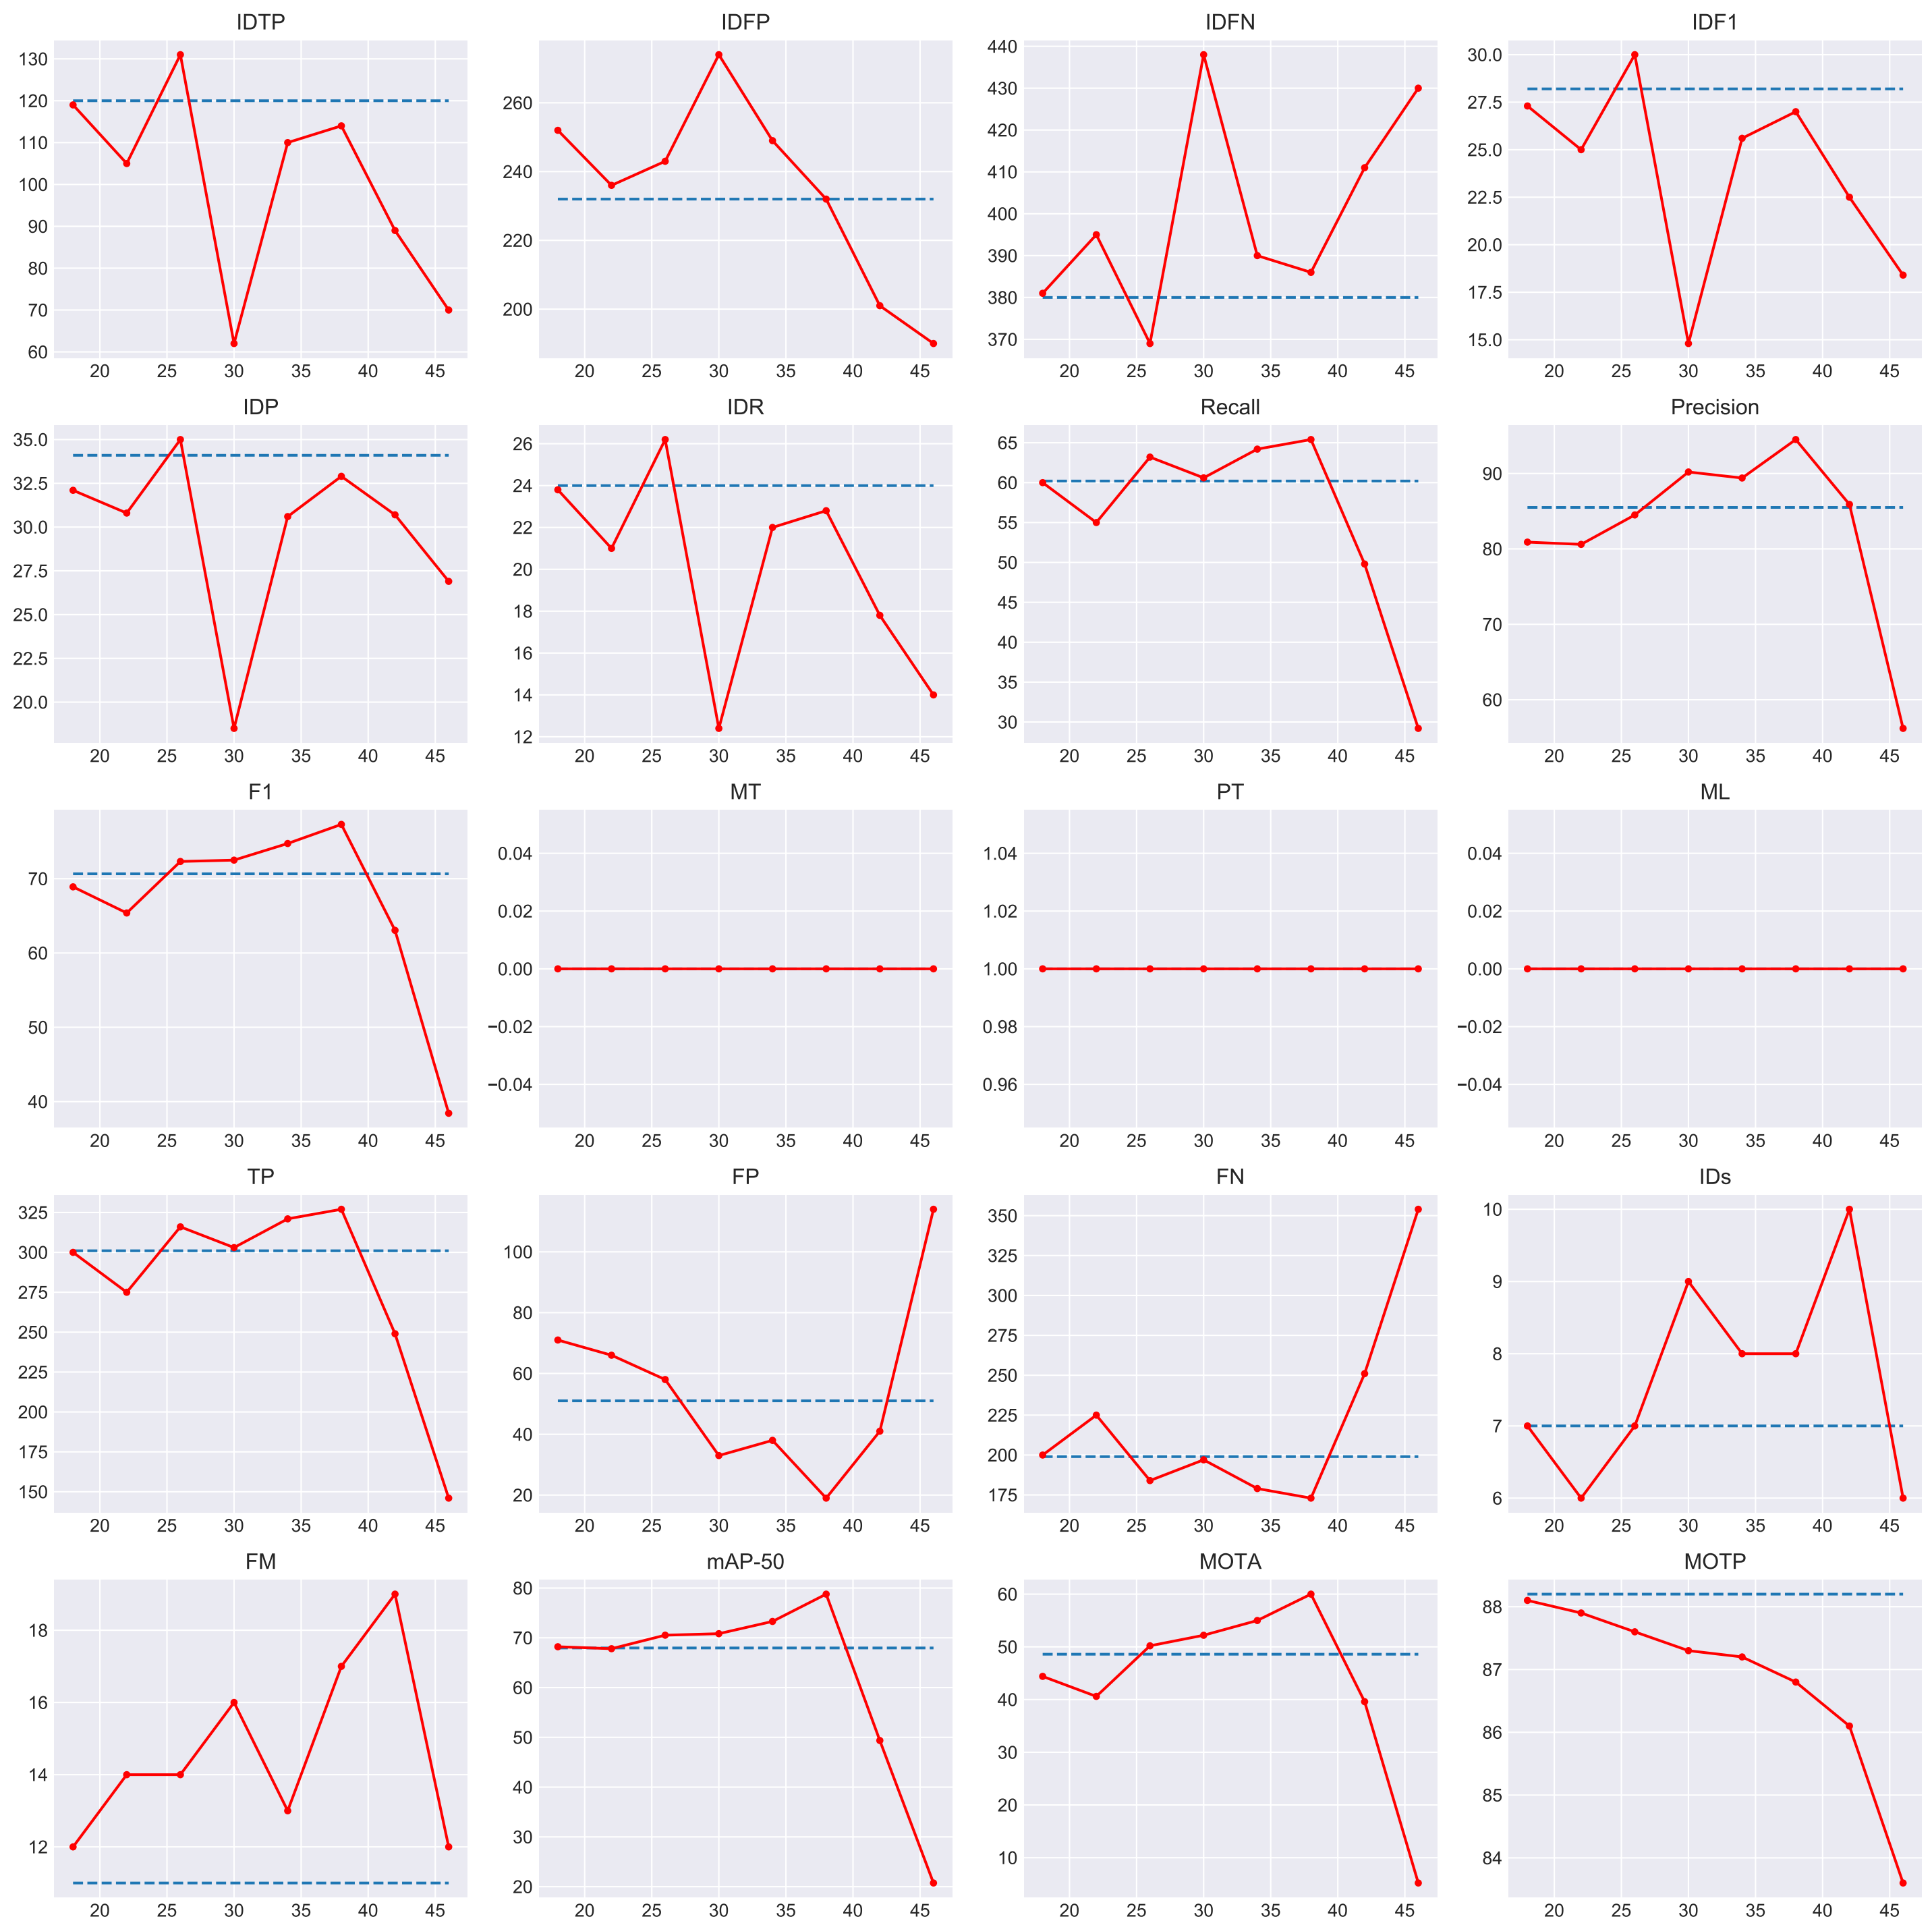 IDTP IDFP IDFN IDF1
130 120 110 100 90 80 70 60
260 240 220 200
440 430 420 410 400 390 380 370
30.0 27.5 25.0 22.5 20.0 17.5 15.0
20 25 30 35 40 45 20 25 30 35 40 45 20 25 30 35 40 45 20 25 30 35 40 45
IDP IDR Recall Precision
35.0 32.5 30.0 27.5 25.0 22.5 20.0
26 24 22 20 18 16 14 12
65 60 55 50 45 40 35 30
90 80 70 60
20 25 30 35 40 45 20 25 30 35 40 45 20 25 30 35 40 45 20 25 30 35 40 45
F1 MT PT ML
70 60 50 40
0.04 0.02 0.00 −0.02 −0.04
1.04 1.02 1.00 0.98 0.96
0.04 0.02 0.00 −0.02 −0.04
20 25 30 35 40 45 20 25 30 35 40 45 20 25 30 35 40 45 20 25 30 35 40 45
TP FP FN IDs
325 300 275 250 225 200 175 150
100 80 60 40 20
350 325 300 275 250 225 200 175
10 9 8 7 6
20 25 30 35 40 45 20 25 30 35 40 45 20 25 30 35 40 45 20 25 30 35 40 45
FM mAP-50 MOTA MOTP
18 16 14 12
80 70 60 50 40 30 20
60 50 40 30 20 10
88 87 86 85 84
20 25 30 35 40 45 20 25 30 35 40 45 20 25 30 35 40 45 20 25 30 35 40 45